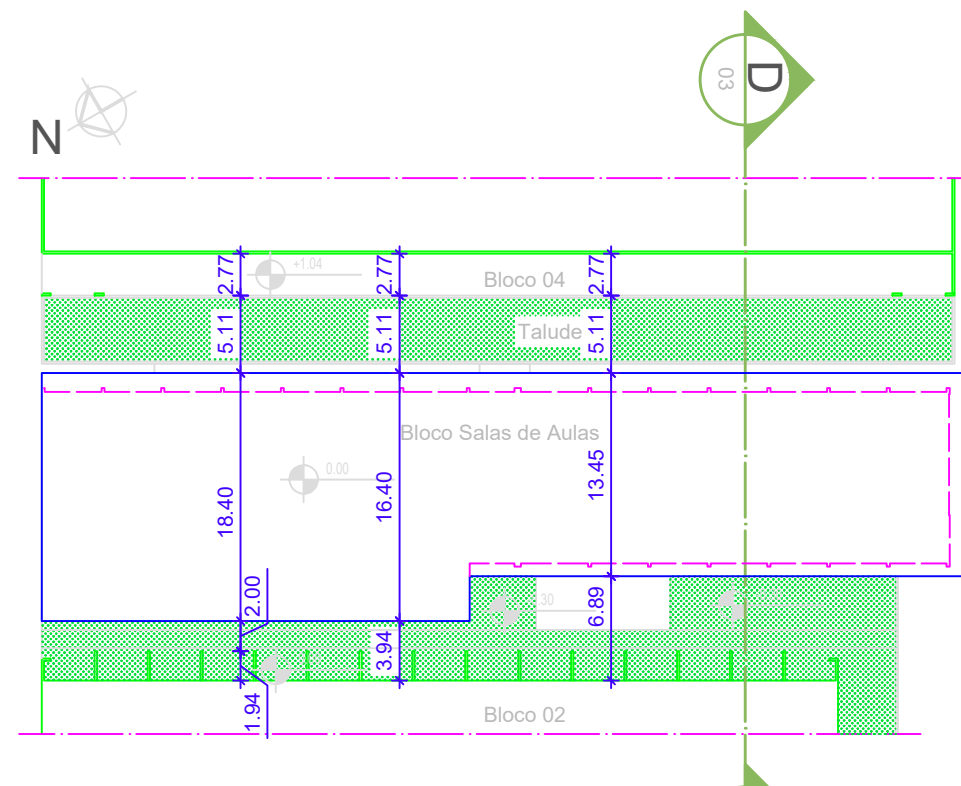 D
03
N
+1.04
2.77
2.77
2.77
Bloco 04
5.11
5.11
Talude
5.11
Bloco Salas de Aulas
0.00
18.40
16.40
13.45
2.00
30
6.89
3.94
1.94
Bloco 02